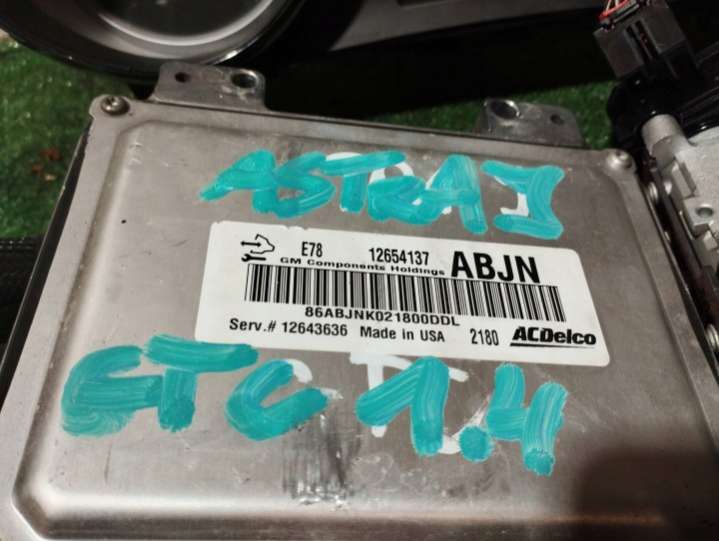 ASTRA J
E78 12654137 ABJN
GM Components Holdings
86ABJNK021800DDL
Serv.# 12643636 Made in USA 2180 ACDelco
GTC 1.4